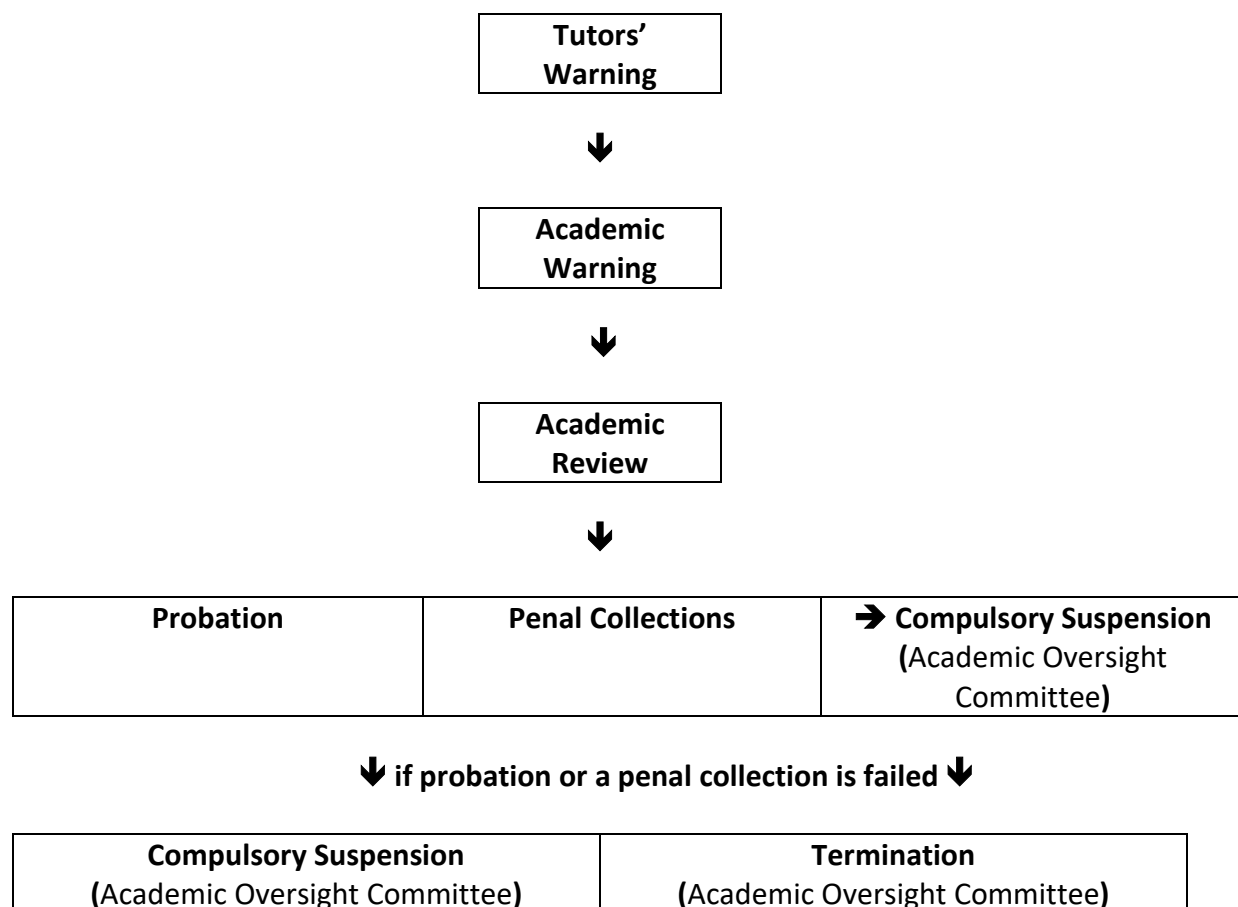 Tutors’
Warning
🡻
Academic
Warning
🡻
Academic
Review
🡻
Probation
Penal Collections
🡺 Compulsory Suspension
(Academic Oversight
Committee)
🡻 if probation or a penal collection is failed 🡻
Compulsory Suspension
(Academic Oversight Committee)
Termination
(Academic Oversight Committee)